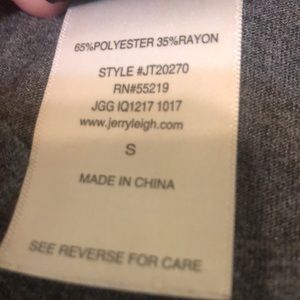 65%POLYESTER 35%RAYON
STYLE #JT20270
RN#55219
JGG IQ1217 1017
www.jerryleigh.com
S
MADE IN CHINA
SEE REVERSE FOR CARE